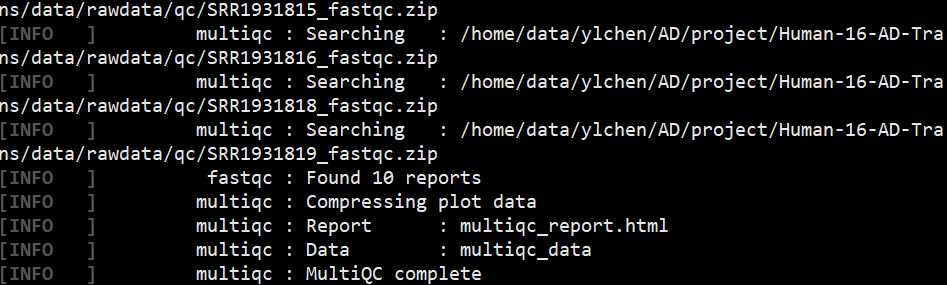 ns/data/rawdata/qc/SRR1931815_fastqc.zip
[INFO   ]         multiqc : Searching   : /home/data/ylchen/AD/project/Human-16-AD-Tra
ns/data/rawdata/qc/SRR1931816_fastqc.zip
[INFO   ]         multiqc : Searching   : /home/data/ylchen/AD/project/Human-16-AD-Tra
ns/data/rawdata/qc/SRR1931818_fastqc.zip
[INFO   ]         multiqc : Searching   : /home/data/ylchen/AD/project/Human-16-AD-Tra
ns/data/rawdata/qc/SRR1931819_fastqc.zip
[INFO   ]          fastqc : Found 10 reports
[INFO   ]         multiqc : Compressing plot data
[INFO   ]         multiqc : Report      : multiqc_report.html
[INFO   ]         multiqc : Data        : multiqc_data
[INFO   ]         multiqc : MultiQC complete